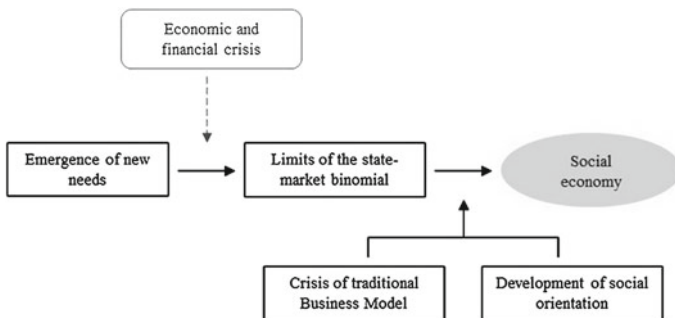 Economic and
financial crisis
Emergence of new
needs
Limits of the state-
market binomial
Social
economy
Crisis of traditional
Business Model
Development of social
orientation